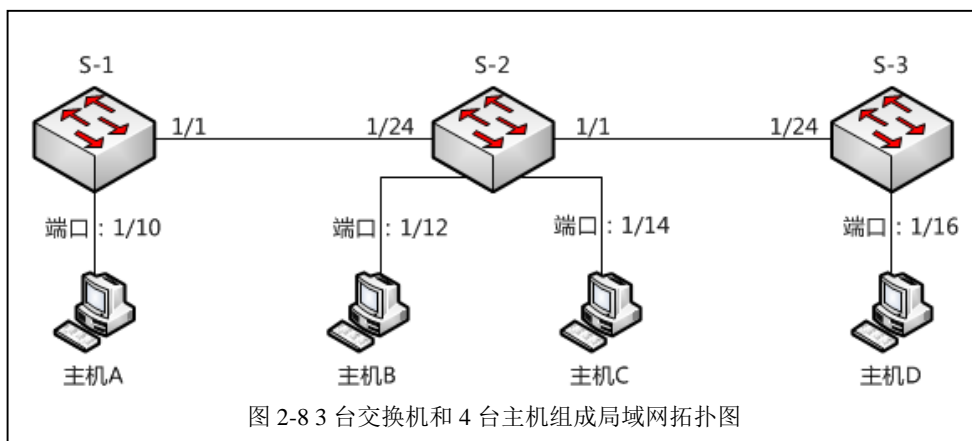 S-1 S-2 S-3
1/1 1/24 1/1 1/24
端口：1/10 端口：1/12 端口：1/14 端口：1/16
主机A 主机B 主机C 主机D
图 2-8 3 台交换机和 4 台主机组成局域网拓扑图